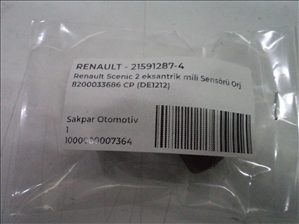 RENAULT - 21591287-4
Renault Scenic 2 eksantrik mili Sensörü Orj
8200033686 CP (DE1212)
Sakpar Otomotiv
1
1000000007364